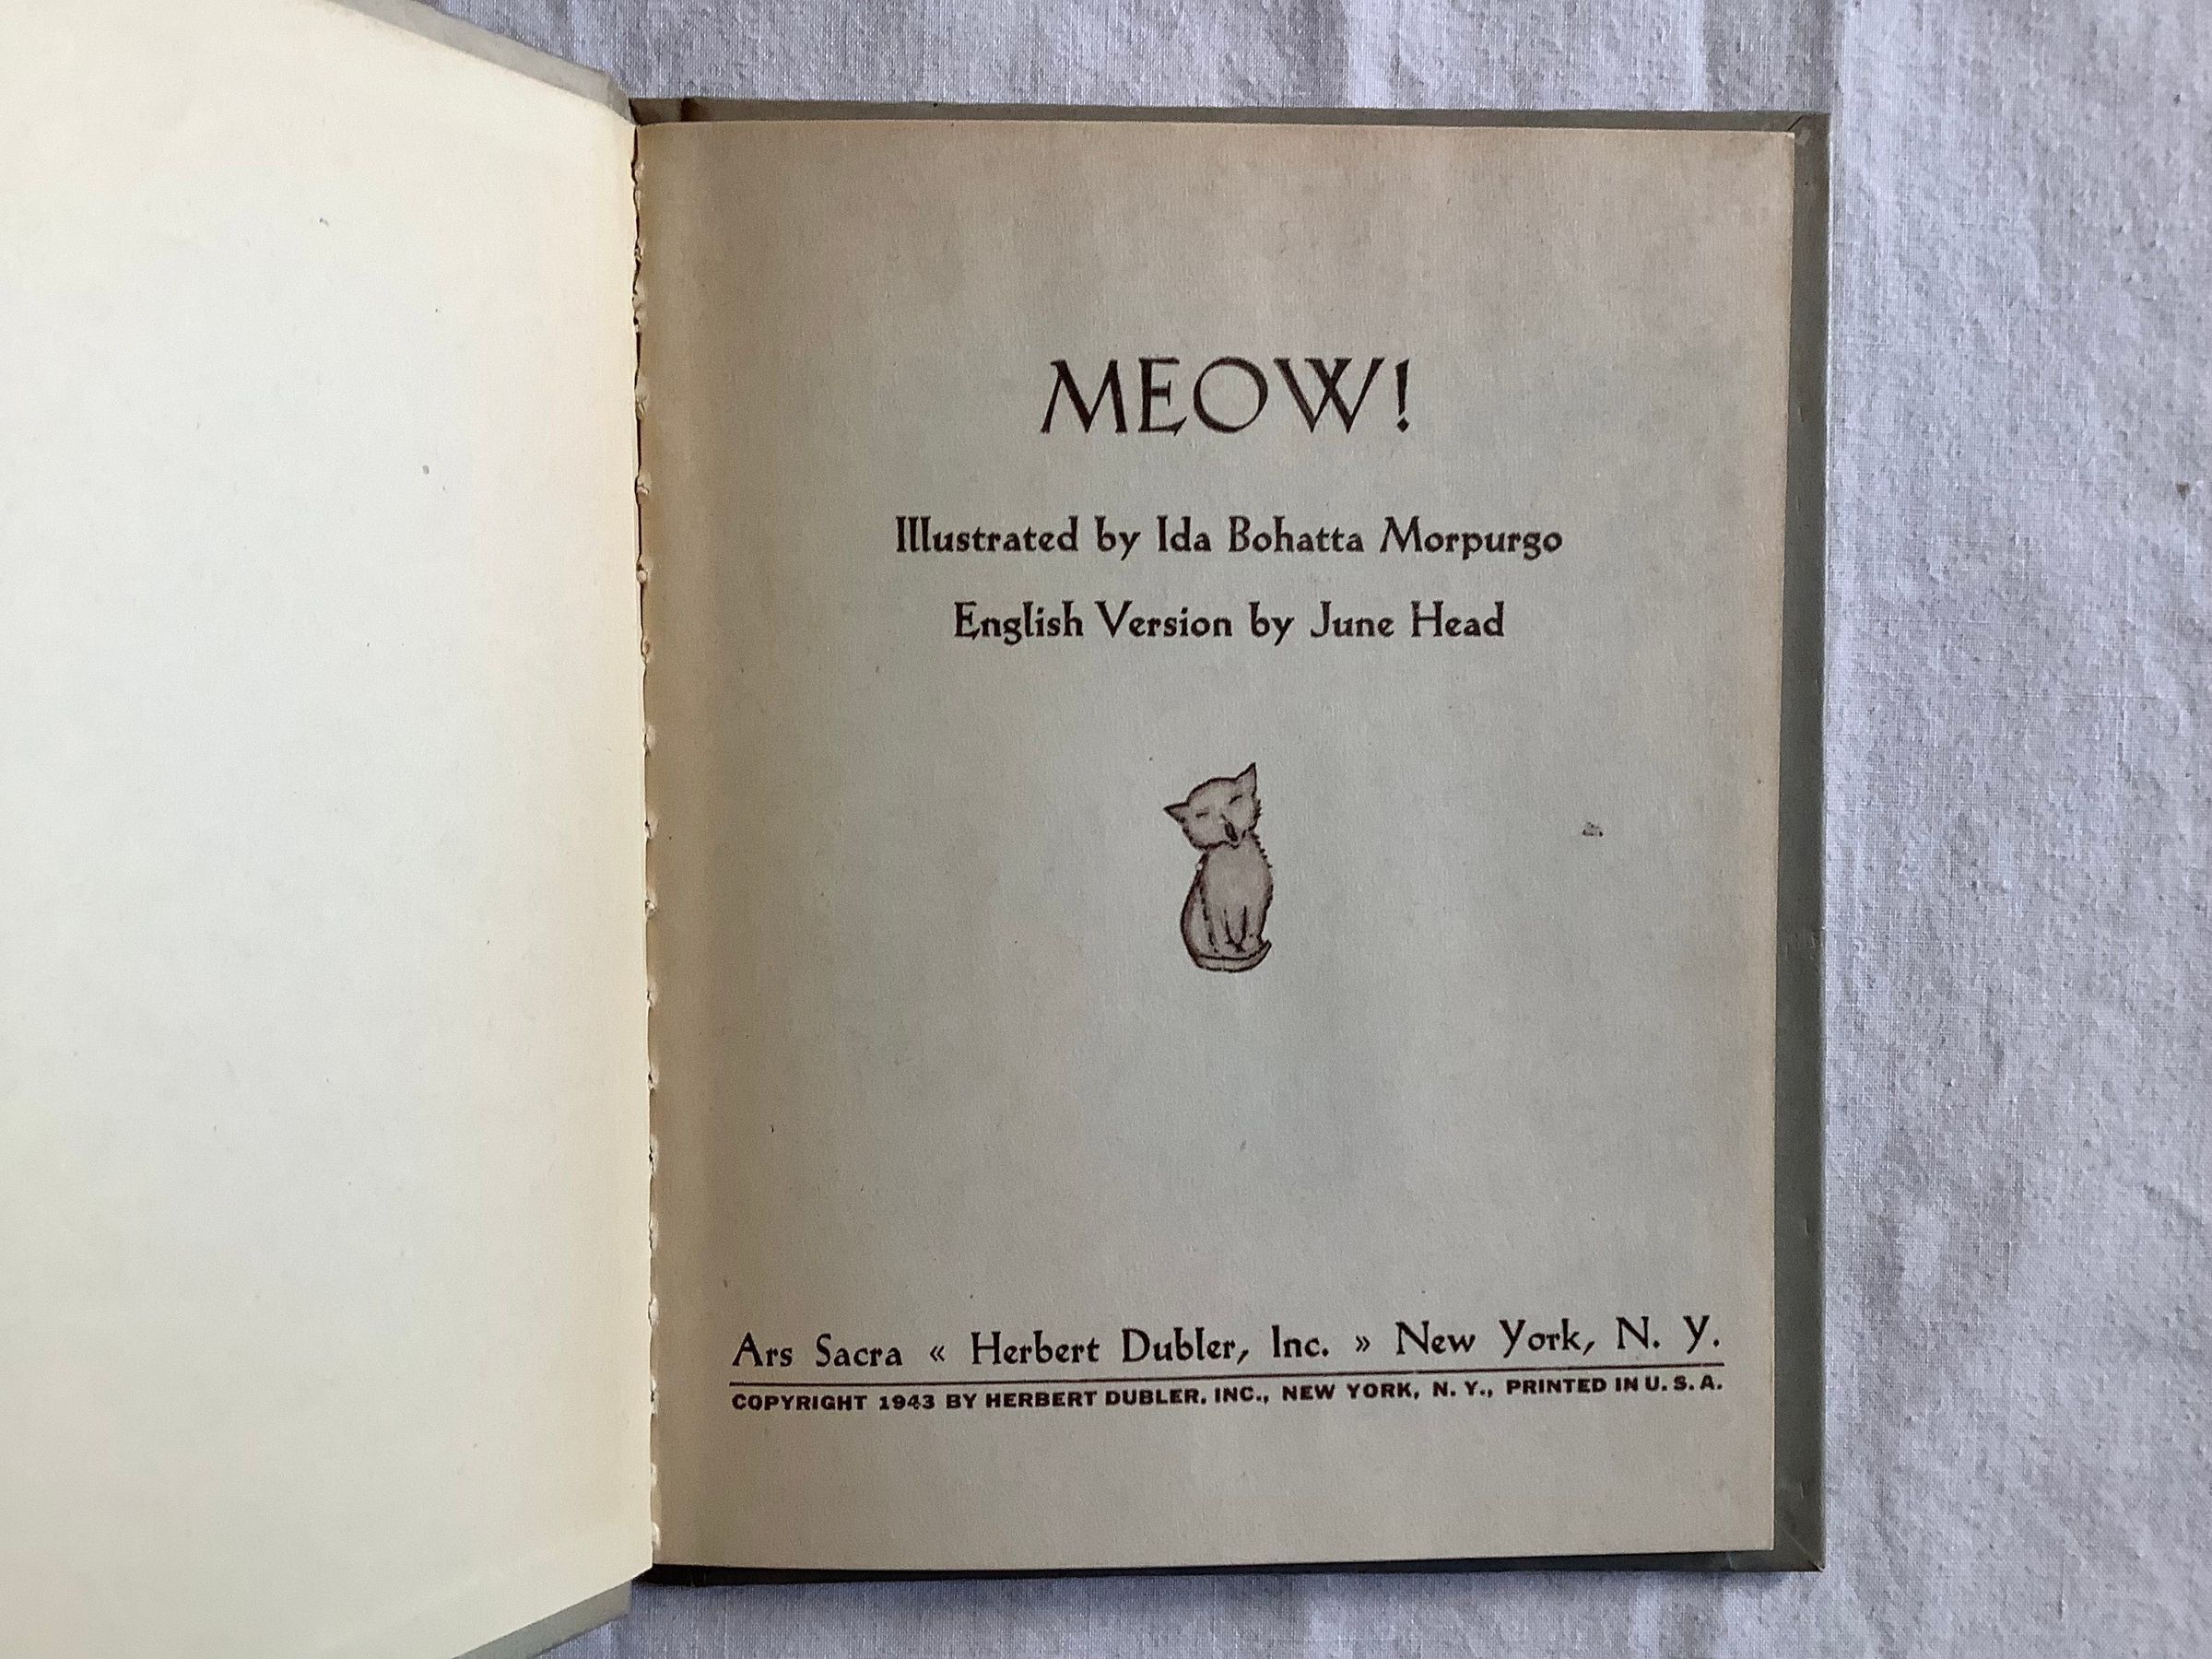 MEOW!
Illustrated by Ida Bohatta Morpurgo
English Version by June Head
Ars Sacra « Herbert Dubler, Inc. » New York, N. Y.
COPYRIGHT 1943 BY HERBERT DUBLER, INC., NEW YORK, N. Y., PRINTED IN U. S. A.